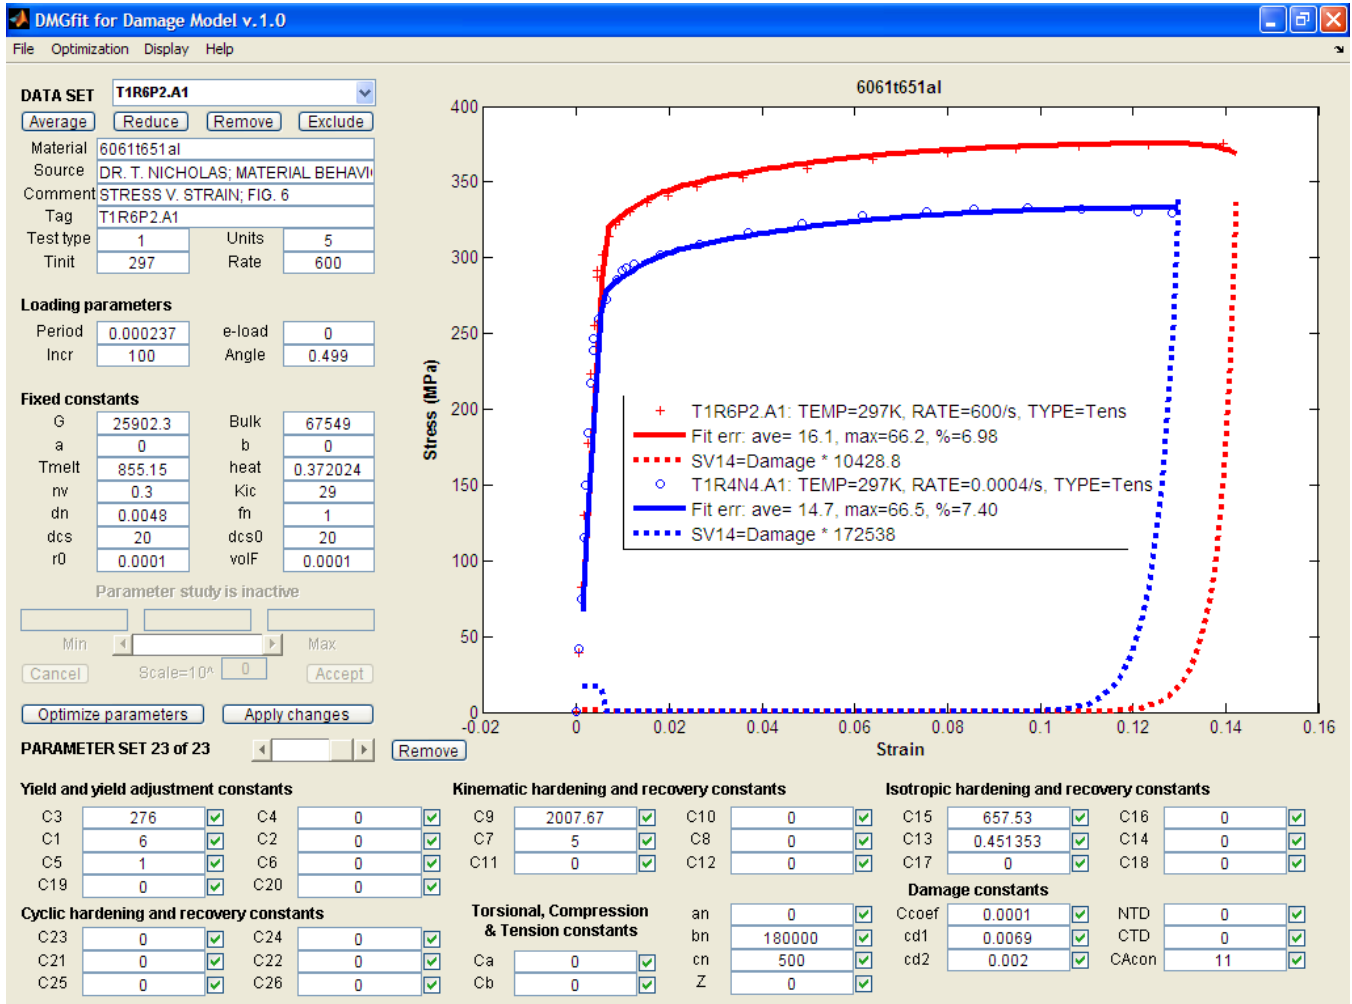 DMGfit for Damage Model v.1.0
File Optimization Display Help
DATA SET T1R6P2.A1
Average Reduce Remove Exclude
Material 6061t651al
Source DR. T. NICHOLAS; MATERIAL BEHAVI
Comment STRESS V. STRAIN; FIG. 6
Tag T1R6P2.A1
Test type 1 Units 5
Tinit 297 Rate 600
Loading parameters
Period 0.000237 e-load 0
Incr 100 Angle 0.499
Fixed constants
G 25902.3 Bulk 67549
a 0 b 0
Tmelt 855.15 heat 0.372024
nv 0.3 Kic 29
dn 0.0048 fn 1
dcs 20 dcs0 20
r0 0.0001 volF 0.0001
Parameter study is inactive
Min Max
Cancel Scale=10^ 0 Accept
Optimize parameters Apply changes
PARAMETER SET 23 of 23 Remove
6061t651al
400
350
300
250
200
150
100
50
0
Stress (MPa)
T1R6P2.A1: TEMP=297K, RATE=600/s, TYPE=Tens
Fit err: ave= 16.1, max=66.2, %=6.98
SV14=Damage * 10428.8
T1R4N4.A1: TEMP=297K, RATE=0.0004/s, TYPE=Tens
Fit err: ave= 14.7, max=66.5, %=7.40
SV14=Damage * 172538
-0.02 0 0.02 0.04 0.06 0.08 0.1 0.12 0.14 0.16
Strain
Yield and yield adjustment constants
C3 276 C4 0
C1 6 C2 0
C5 1 C6 0
C19 0 C20 0
Cyclic hardening and recovery constants
C23 0 C24 0
C21 0 C22 0
C25 0 C26 0
Kinematic hardening and recovery constants
C9 2007.67 C10 0
C7 5 C8 0
C11 0 C12 0
Torsional, Compression
& Tension constants
Ca 0
Cb 0
an 0
bn 180000
cn 500
Z 0
Isotropic hardening and recovery constants
C15 657.53 C16 0
C13 0.451353 C14 0
C17 0 C18 0
Damage constants
Ccoef 0.0001 NTD 0
cd1 0.0069 CTD 0
cd2 0.002 CAcon 11